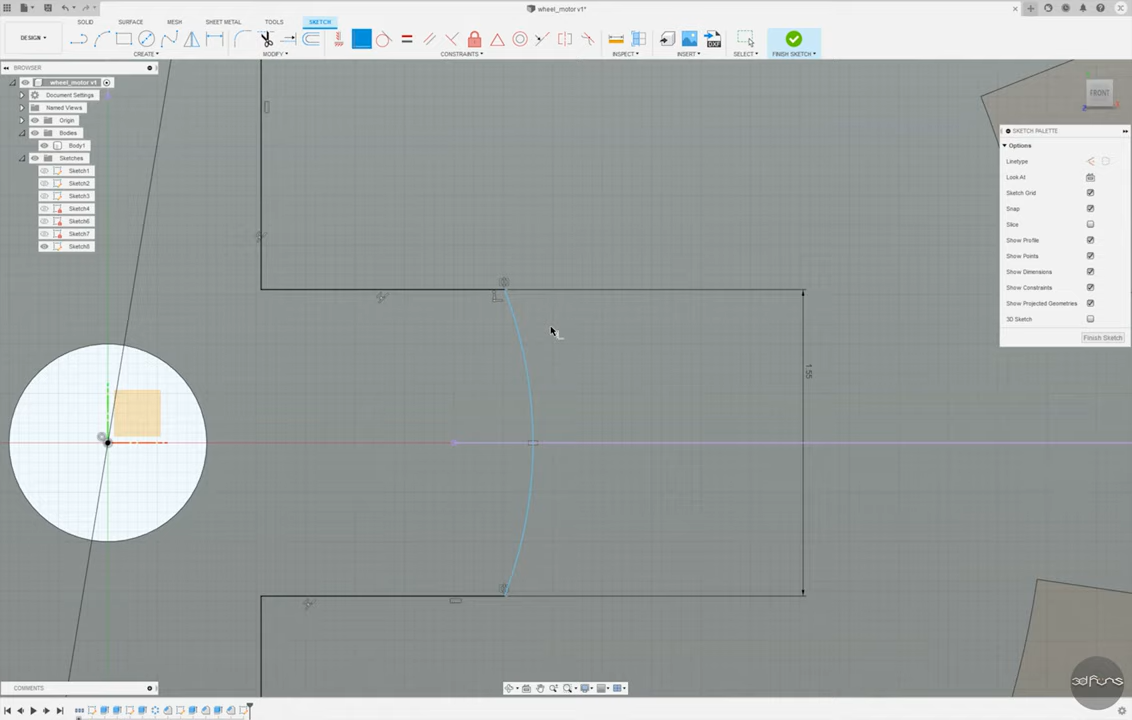 wheel_motor v1*
DESIGN
SOLID SURFACE MESH SHEET METAL TOOLS SKETCH
CREATE MODIFY CONSTRAINTS INSPECT INSERT SELECT FINISH SKETCH
BROWSER
wheel_motor v1
Document Settings
Named Views
Origin
Bodies
Body1
Sketches
Sketch1
Sketch2
Sketch3
Sketch4
Sketch6
Sketch7
Sketch8
FRONT
Z
SKETCH PALETTE
Options
Linetype
Look At
Sketch Grid
Snap
Slice
Show Profile
Show Points
Show Dimensions
Show Constraints
Show Projected Geometries
3D Sketch
Finish Sketch
1.55
COMMENTS
3dfuns